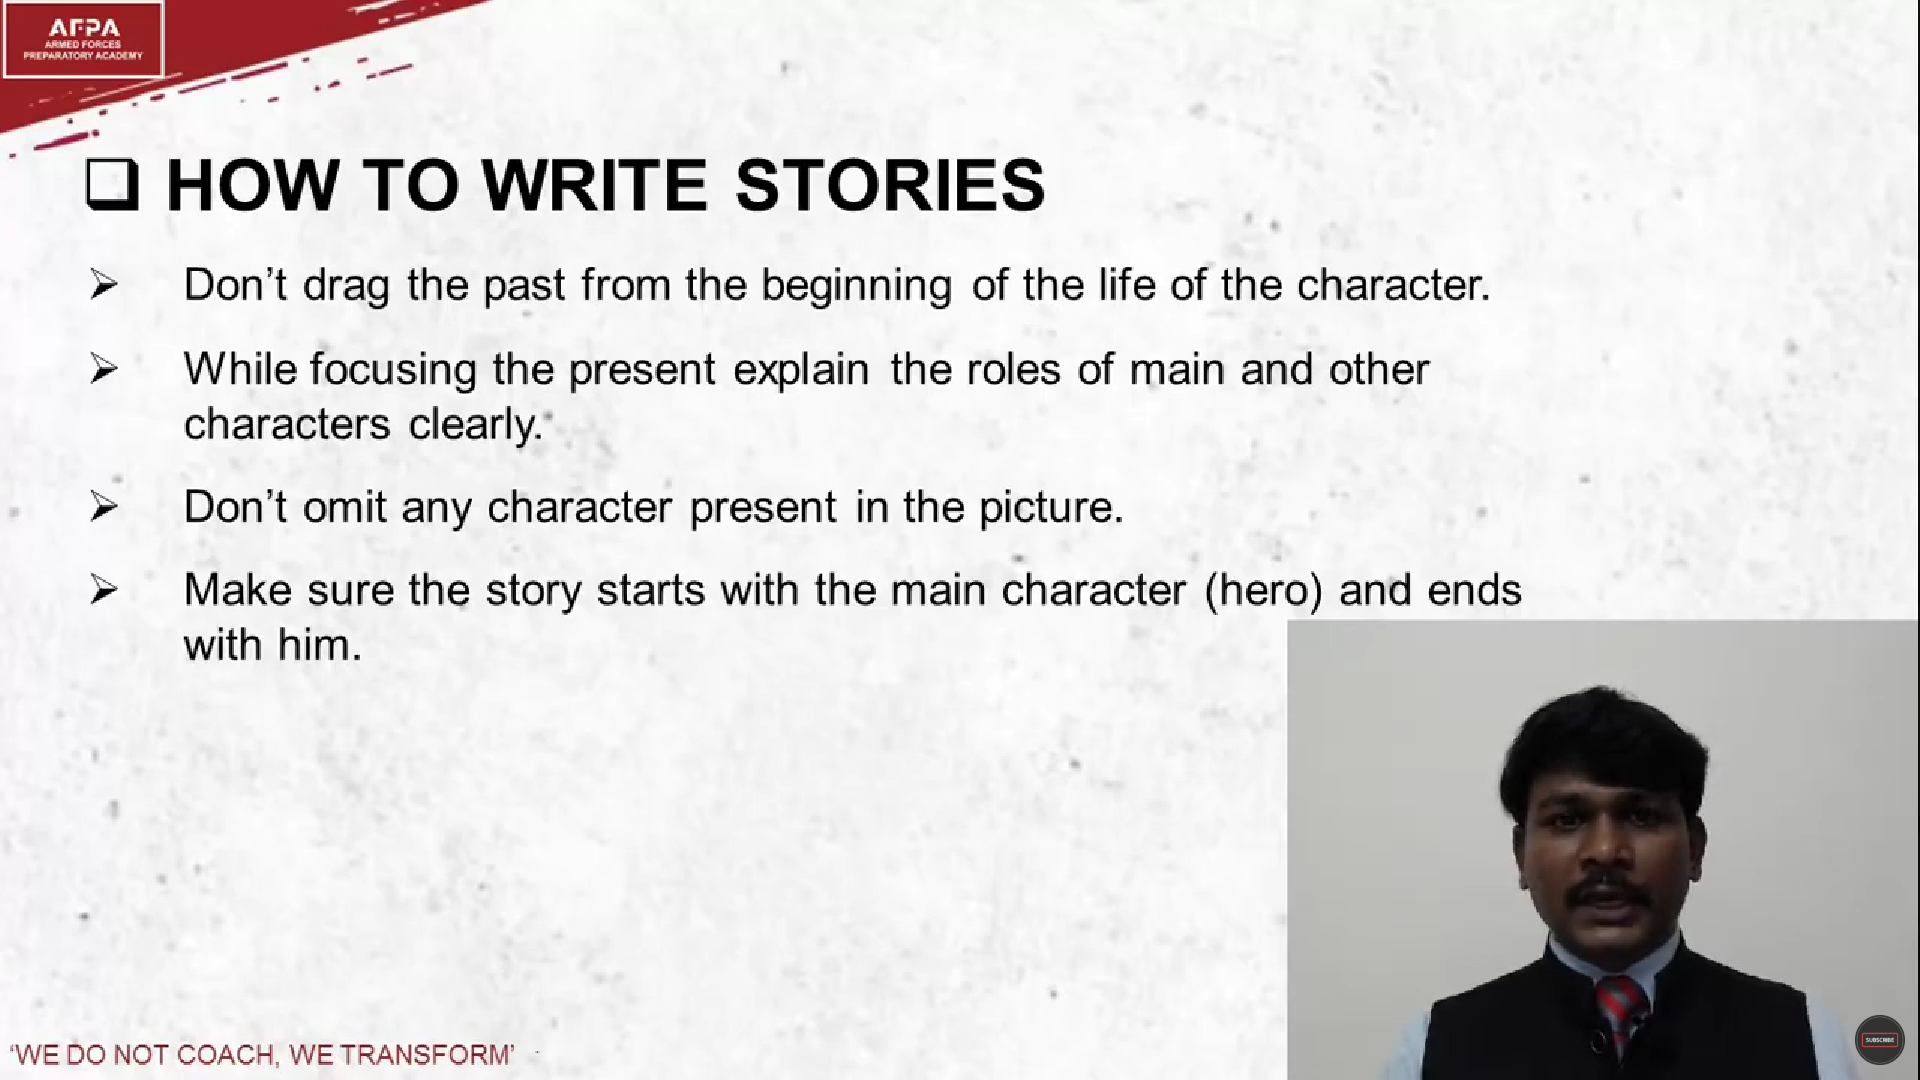 AFPA
ARMED FORCES
PREPARATORY ACADEMY
❑ HOW TO WRITE STORIES
➢ Don’t drag the past from the beginning of the life of the character.
➢ While focusing the present explain the roles of main and other
characters clearly.
➢ Don’t omit any character present in the picture.
➢ Make sure the story starts with the main character (hero) and ends
with him.
‘WE DO NOT COACH, WE TRANSFORM’
SUBSCRIBE